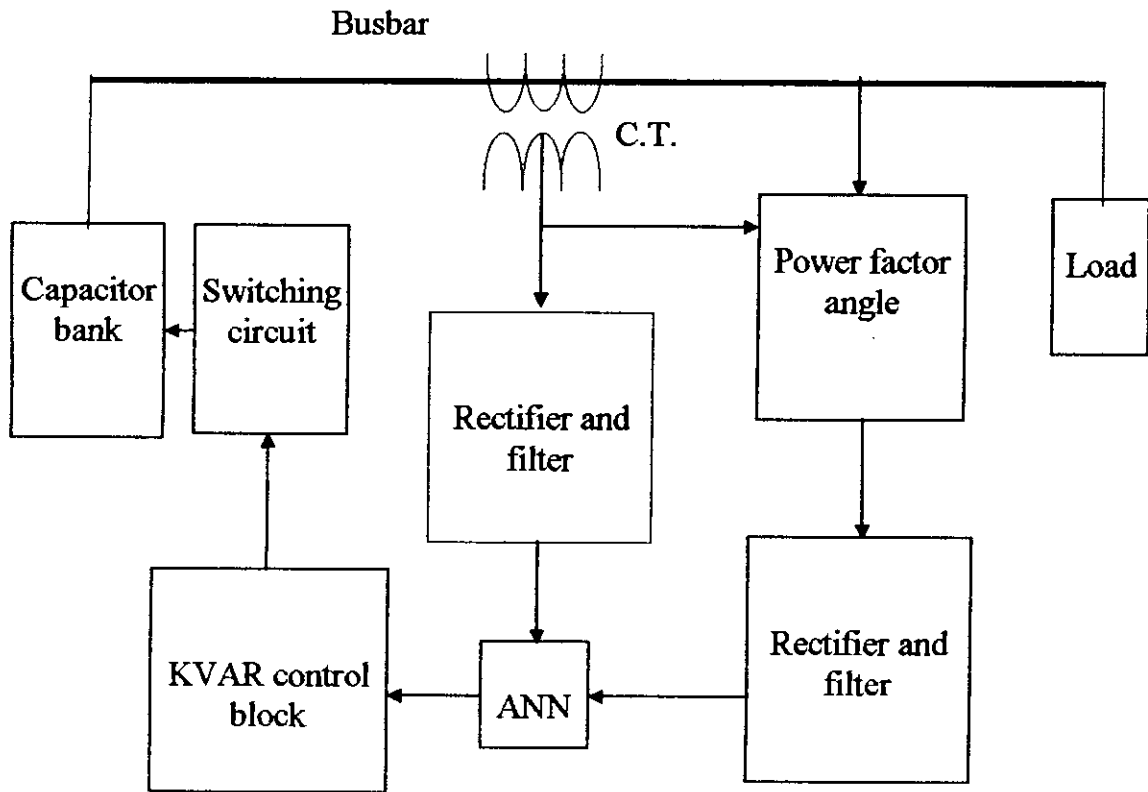 Busbar
C.T.
Capacitor
bank
Switching
circuit
Power factor
angle
Load
Rectifier and
filter
KVAR control
block
ANN
Rectifier and
filter